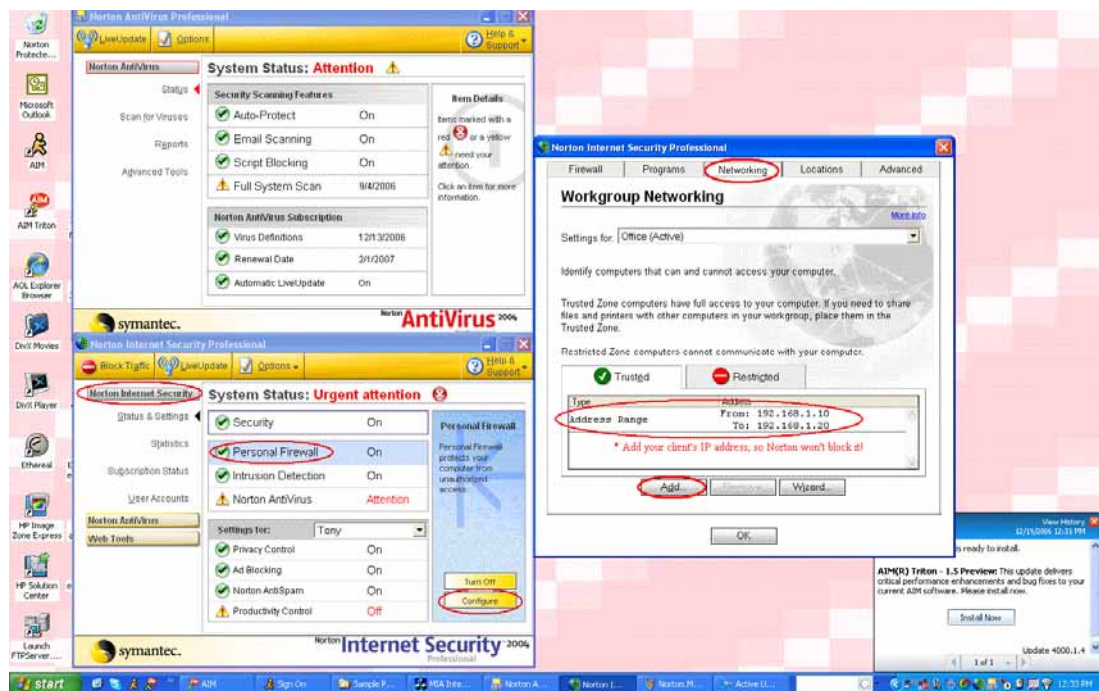 Norton
Protecte...
Microsoft
Outlook
AIM
AIM Triton
AOL Explorer
Browser
DivX Movies
DivX Player
Ethereal
HP Image
Zone Express
HP Solution
Center
Launch
FTPServer....
Norton AntiVirus Professional
LiveUpdate
Options
Help &
Support
Norton AntiVirus
Status
Scan for Viruses
Reports
Advanced Tools
System Status: Attention
Security Scanning Features
Auto-Protect On
Email Scanning On
Script Blocking On
Full System Scan 9/4/2006
Norton AntiVirus Subscription
Virus Definitions 12/13/2006
Renewal Date 2/1/2007
Automatic LiveUpdate On
Item Details
Items marked with a
red or a yellow
need your
attention.
Click an item for more
information.
symantec.
Norton AntiVirus 2004
Norton Internet Security Professional
Block Traffic
LiveUpdate
Options
Help &
Support
Norton Internet Security
Status & Settings
Statistics
Subscription Status
User Accounts
Norton AntiVirus
Web Tools
System Status: Urgent attention
Security On
Personal Firewall On
Intrusion Detection On
Norton AntiVirus Attention
Settings for: Tony
Privacy Control On
Ad Blocking On
Norton AntiSpam On
Productivity Control Off
Personal Firewall
Personal Firewall
protects your
computer from
unauthorized
access.
Turn Off
Configure
symantec.
Norton Internet Security 2004
Professional
Norton Internet Security Professional
Firewall Programs Networking Locations Advanced
Workgroup Networking
More Info
Settings for: Office (Active)
Identify computers that can and cannot access your computer.
Trusted Zone computers have full access to your computer. If you need to share
files and printers with other computers in your workgroup, place them in the
Trusted Zone.
Restricted Zone computers cannot communicate with your computer.
Trusted Restricted
Type Address
Address Range From: 192.168.1.10
To: 192.168.1.20
* Add your client's IP address, so Norton won't block it!
Add... Remove... Wizard...
OK
View History
12/19/2006 12:31 PM
is ready to install.
AIM(R) Triton - 1.5 Preview: This update delivers
critical performance enhancements and bug fixes to your
current AIM software. Please install now.
Install Now
Update 4000.1.4
1 of 1
start
AIM
Sign On
Sample P...
MIA Inte...
Norton A...
Norton I...
Norton.M...
Active U...
12:33 PM